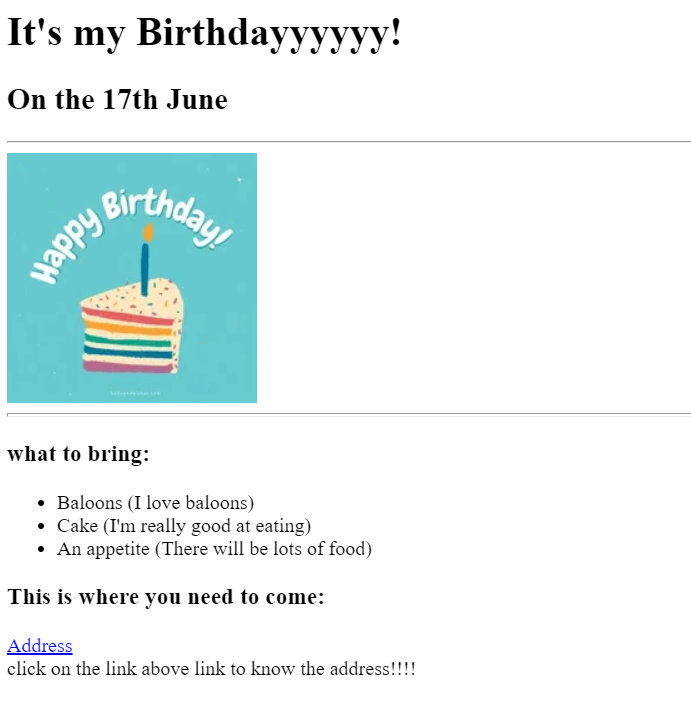 It's my Birthdayyyyyy!
On the 17th June
Happy Birthday!
what to bring:
Baloons (I love baloons)
Cake (I'm really good at eating)
An appetite (There will be lots of food)
This is where you need to come:
Address
click on the link above link to know the address!!!!